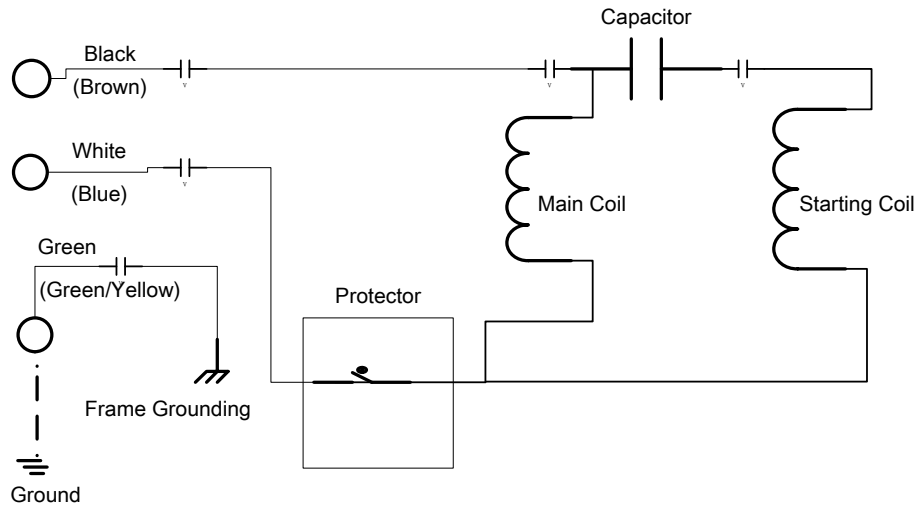 Capacitor
Black
(Brown)
White
(Blue)
Main Coil
Starting Coil
Green
(Green/Yellow)
Protector
Frame Grounding
Ground